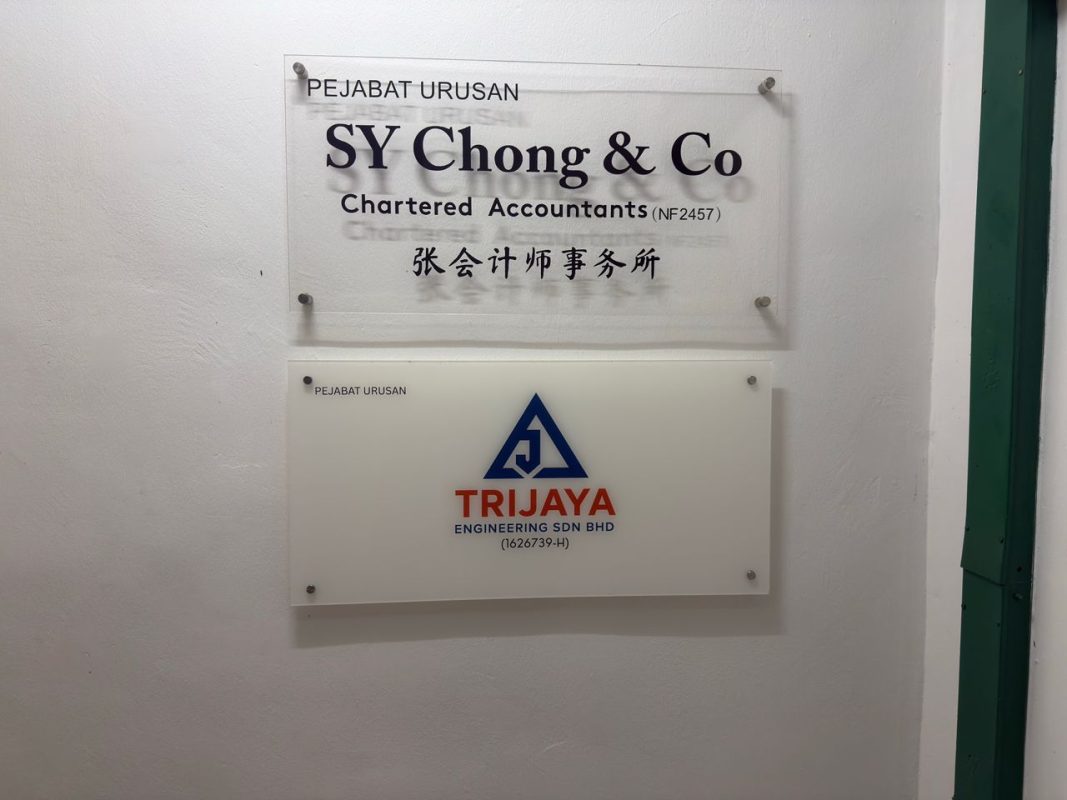 PEJABAT URUSAN
SY Chong & Co
Chartered Accountants (NF2457)
张会计师事务所
PEJABAT URUSAN
J
TRIJAYA
ENGINEERING SDN BHD
(1626739-H)